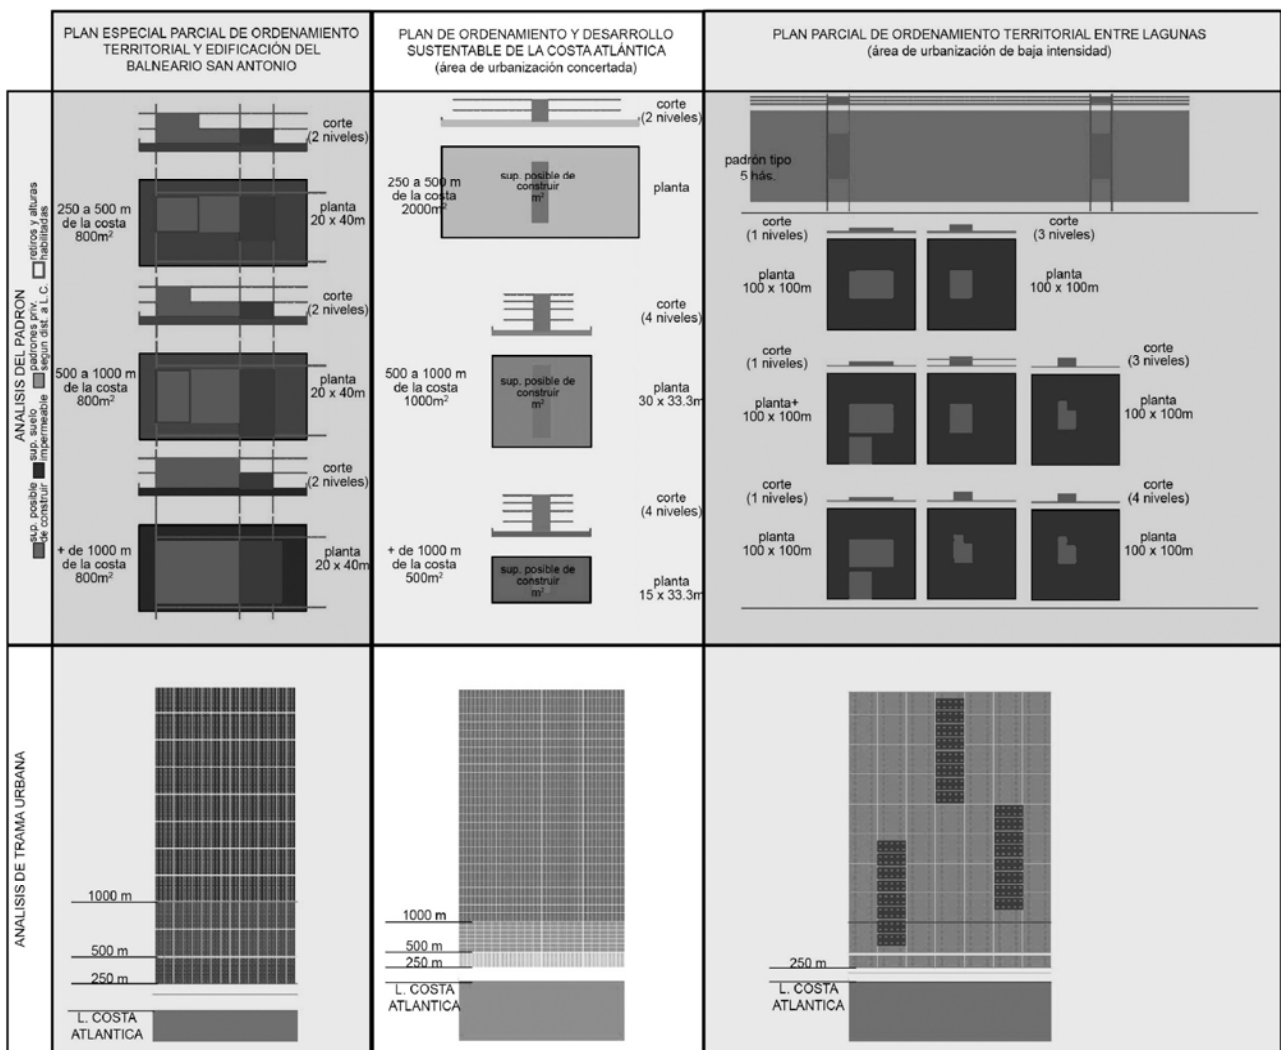 PLAN ESPECIAL PARCIAL DE ORDENAMIENTO
TERRITORIAL Y EDIFICACIÓN DEL
BALNEARIO SAN ANTONIO
PLAN DE ORDENAMIENTO Y DESARROLLO
SUSTENTABLE DE LA COSTA ATLÁNTICA
(área de urbanización concertada)
PLAN PARCIAL DE ORDENAMIENTO TERRITORIAL ENTRE LAGUNAS
(área de urbanización de baja intensidad)
ANALISIS DEL PADRON
sup. posible
de construir
sup. suelo
impermeable
padrones priv.
segun dist. a L.C.
retiros y alturas
habilitadas
corte
(2 niveles)
250 a 500 m
de la costa
800m²
planta
20 x 40m
corte
(2 niveles)
500 a 1000 m
de la costa
800m²
planta
20 x 40m
corte
(2 niveles)
+ de 1000 m
de la costa
800m²
planta
20 x 40m
corte
(2 niveles)
250 a 500 m
de la costa
2000m²
sup. posible de
construir
m²
planta
corte
(4 niveles)
500 a 1000 m
de la costa
1000m²
sup. posible de
construir
m²
planta
30 x 33.3m
corte
(4 niveles)
+ de 1000 m
de la costa
500m²
sup. posible de
construir
m²
planta
15 x 33.3m
padrón tipo
5 hás.
corte
(1 niveles)
corte
(3 niveles)
planta
100 x 100m
planta
100 x 100m
corte
(1 niveles)
corte
(3 niveles)
planta+
100 x 100m
planta
100 x 100m
corte
(1 niveles)
corte
(4 niveles)
planta
100 x 100m
planta
100 x 100m
ANALISIS DE TRAMA URBANA
1000 m
500 m
250 m
L. COSTA
ATLANTICA
1000 m
500 m
250 m
L. COSTA
ATLANTICA
250 m
L. COSTA
ATLANTICA